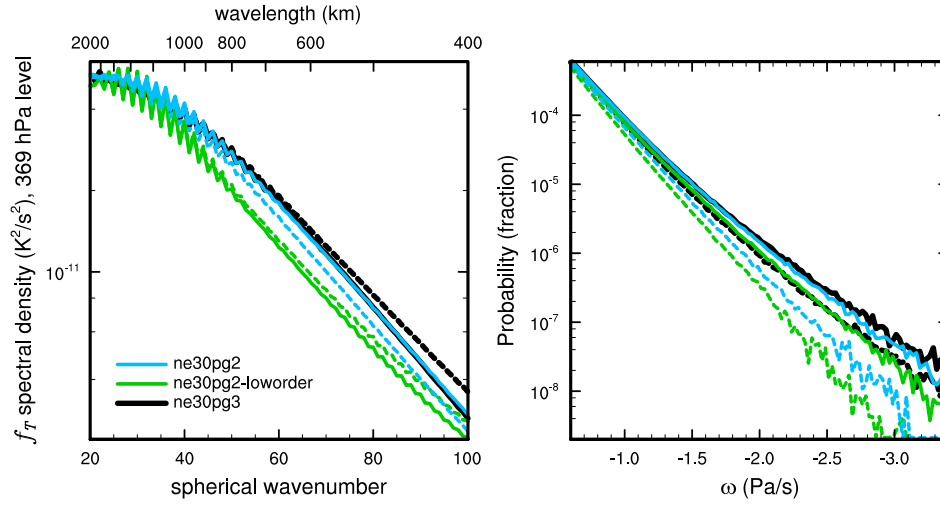 wavelength (km)
2000 1000 800 600 400
f_T spectral density (K²/s²), 369 hPa level
10⁻¹¹
ne30pg2
ne30pg2-loworder
ne30pg3
20 40 60 80 100
spherical wavenumber
Probability (fraction)
10⁻⁴
10⁻⁵
10⁻⁶
10⁻⁷
10⁻⁸
-1.0 -1.5 -2.0 -2.5 -3.0
ω (Pa/s)